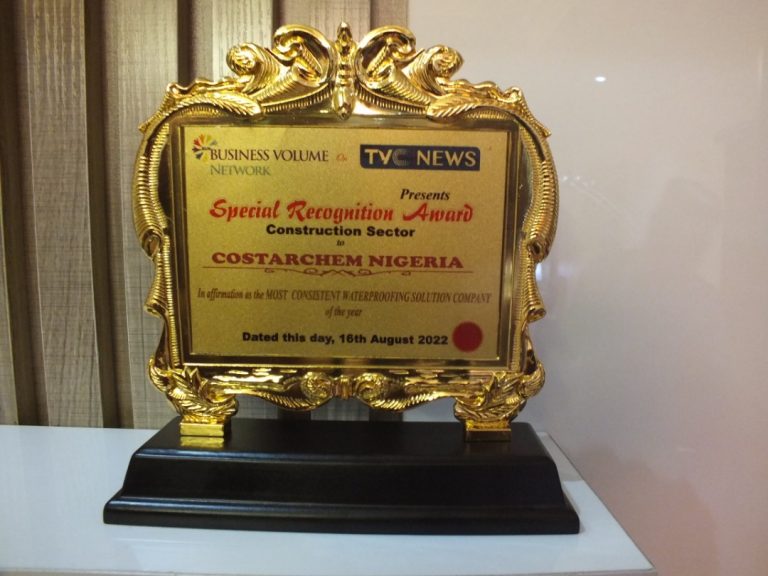 BUSINESS VOLUME On TVC NEWS
NETWORK
Presents
Special Recognition Award
Construction Sector
to
COSTARCHEM NIGERIA
In affirmation as the MOST CONSISTENT WATERPROOFING SOLUTION COMPANY
of the year
Dated this day, 16th August 2022